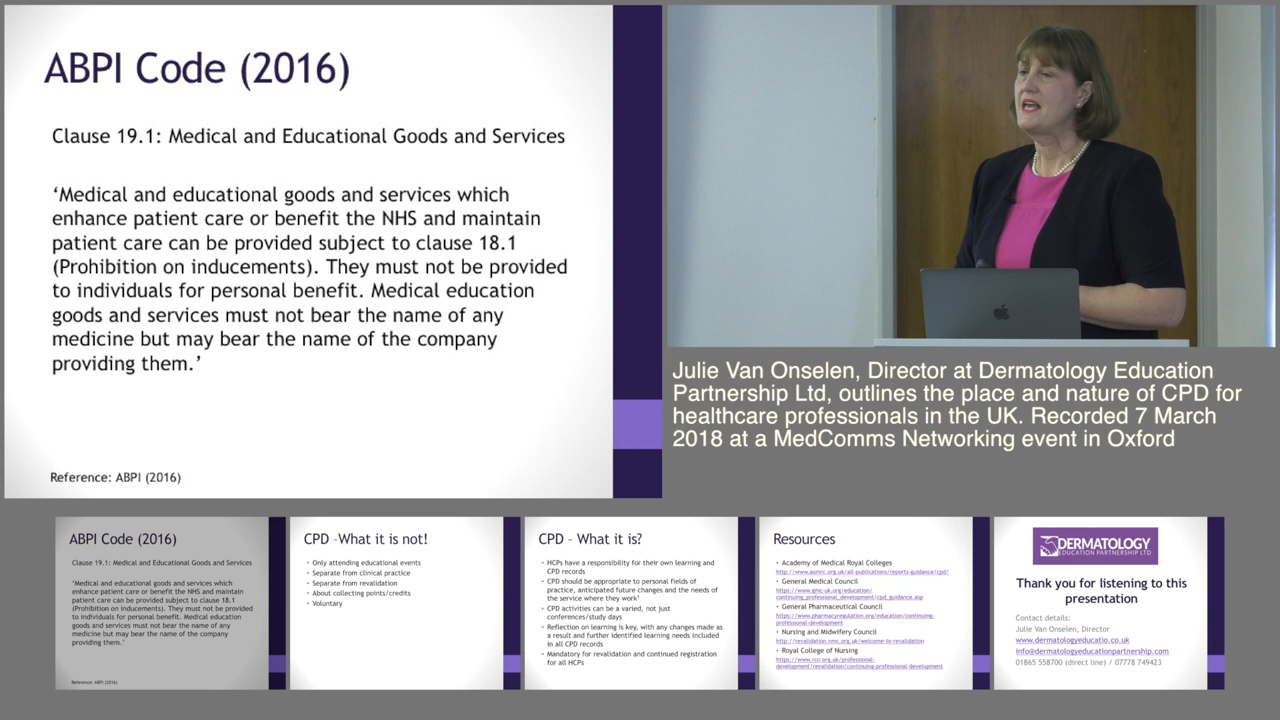 ABPI Code (2016)
Clause 19.1: Medical and Educational Goods and Services
‘Medical and educational goods and services which
enhance patient care or benefit the NHS and maintain
patient care can be provided subject to clause 18.1
(Prohibition on inducements). They must not be provided
to individuals for personal benefit. Medical education
goods and services must not bear the name of any
medicine but may bear the name of the company
providing them.’
Reference: ABPI (2016)
Julie Van Onselen, Director at Dermatology Education
Partnership Ltd, outlines the place and nature of CPD for
healthcare professionals in the UK. Recorded 7 March
2018 at a MedComms Networking event in Oxford
ABPI Code (2016)
Clause 19.1: Medical and Educational Goods and Services
‘Medical and educational goods and services which
enhance patient care or benefit the NHS and maintain
patient care can be provided subject to clause 18.1
(Prohibition on inducements). They must not be provided
to individuals for personal benefit. Medical education
goods and services must not bear the name of any
medicine but may bear the name of the company
providing them.’
Reference: ABPI (2016)
CPD –What it is not!
• Only attending educational events
• Separate from clinical practice
• Separate from revalidation
• About collecting points/credits
• Voluntary
CPD – What it is?
• HCPs have a responsibility for their own learning and
CPD records
• CPD should be appropriate to personal fields of
practice, anticipated future changes and the needs of
the service where they work¹
• CPD activities can be a varied, not just
conferences/study days
• Reflection on learning is key, with any changes made as
a result and further identified learning needs included
in all CPD records
• Mandatory for revalidation and continued registration
for all HCPs
Resources
• Academy of Medical Royal Colleges
http://www.aomrc.org.uk/all-publications/reports-guidance/cpd/
• General Medical Council
https://www.gmc-uk.org/education/
continuing_professional_development/cpd_guidance.asp
• General Pharmaceutical Council
https://www.pharmacyregulation.org/education/continuing-
professional-development
• Nursing and Midwifery Council
http://revalidation.nmc.org.uk/welcome-to-revalidation
• Royal College of Nursing
https://www.rcn.org.uk/professional-
development/revalidation/continuing-professional-development
DERMATOLOGY
EDUCATION PARTNERSHIP LTD
Thank you for listening to this
presentation
Contact details:
Julie Van Onselen, Director
www.dermatologyeducatio.co.uk
info@dermatologyeducationpartnership.com
01865 558700 (direct line) / 07778 749423